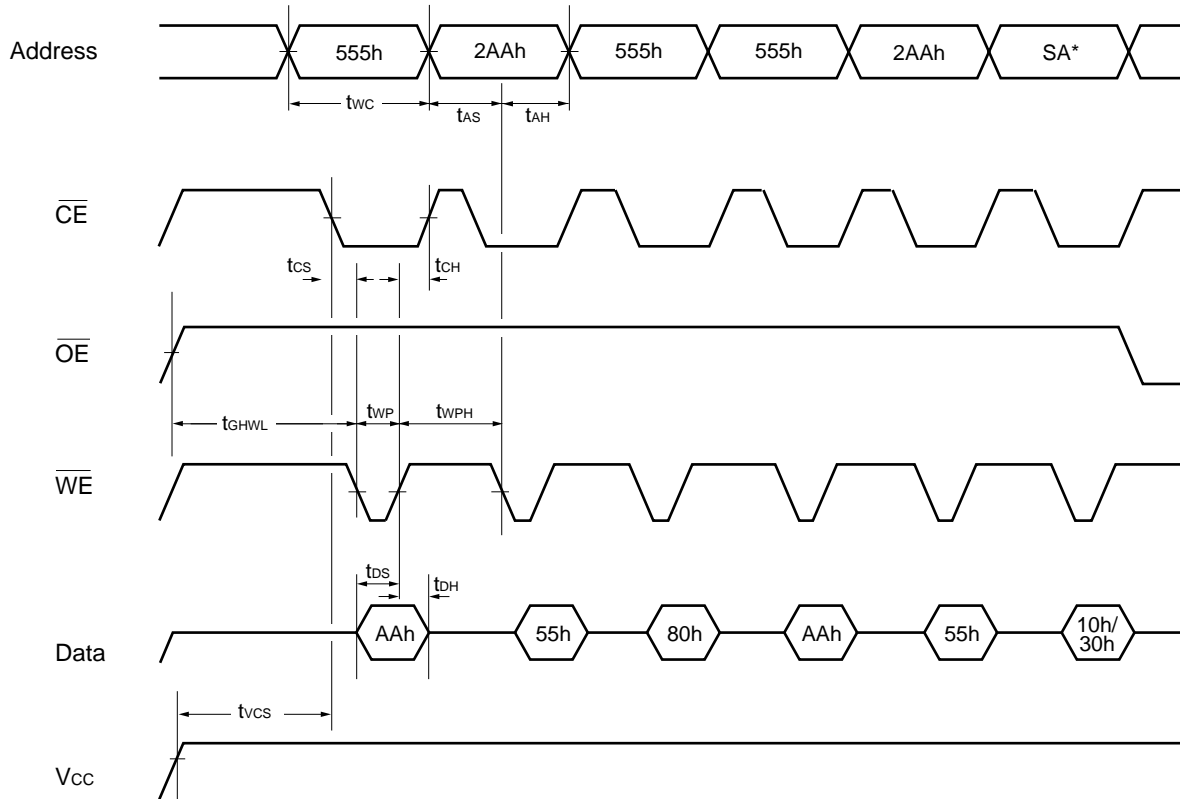 Address 555h 2AAh 555h 555h 2AAh SA*
tWC tAS tAH
CE
tCS tCH
OE
tGHWL tWP tWPH
WE
tDS tDH
Data AAh 55h 80h AAh 55h 10h/
30h
tVCS
VCC